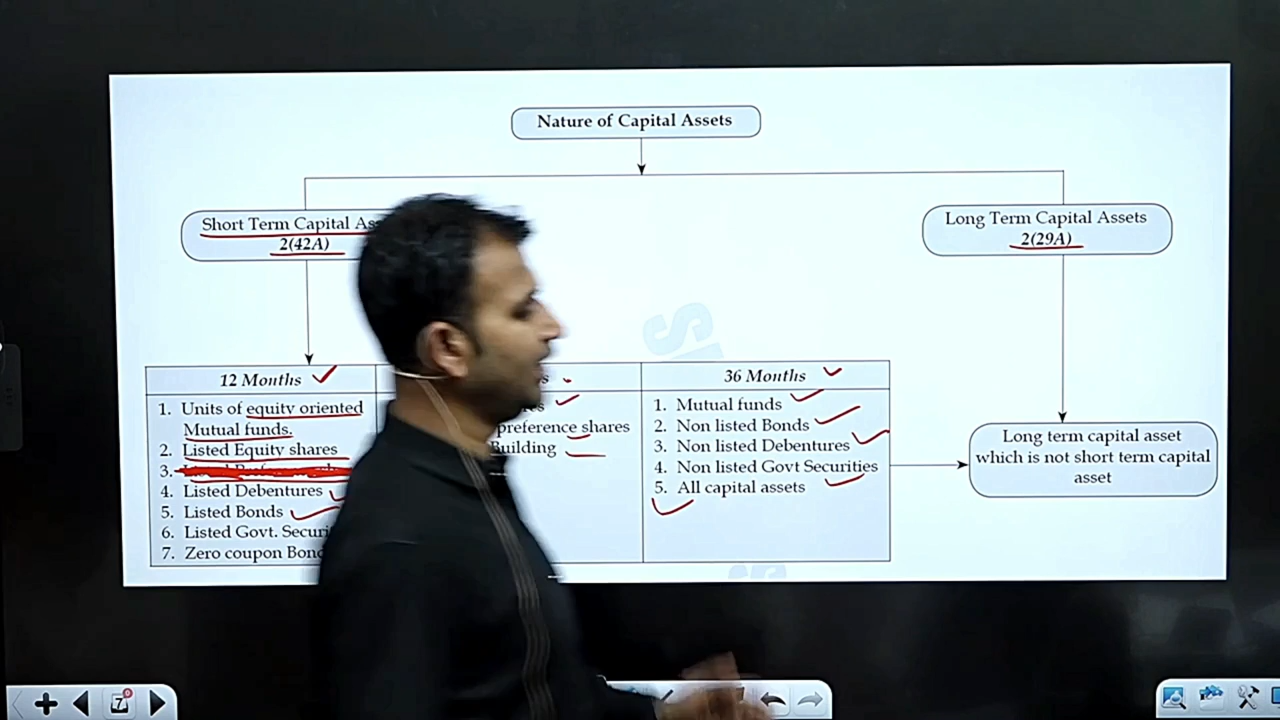 Nature of Capital Assets
Short Term Capital
2(42A)
Long Term Capital Assets
2(29A)
12 Months
1. Units of equity oriented
Mutual funds.
2. Listed Equity shares
3.
4. Listed Debentures
5. Listed Bonds
6. Listed Govt.
7. Zero coupon
preference shares
Building
36 Months
1. Mutual funds
2. Non listed Bonds
3. Non listed Debentures
4. Non listed Govt Securities
5. All capital assets
Long term capital asset
which is not short term capital
asset
7